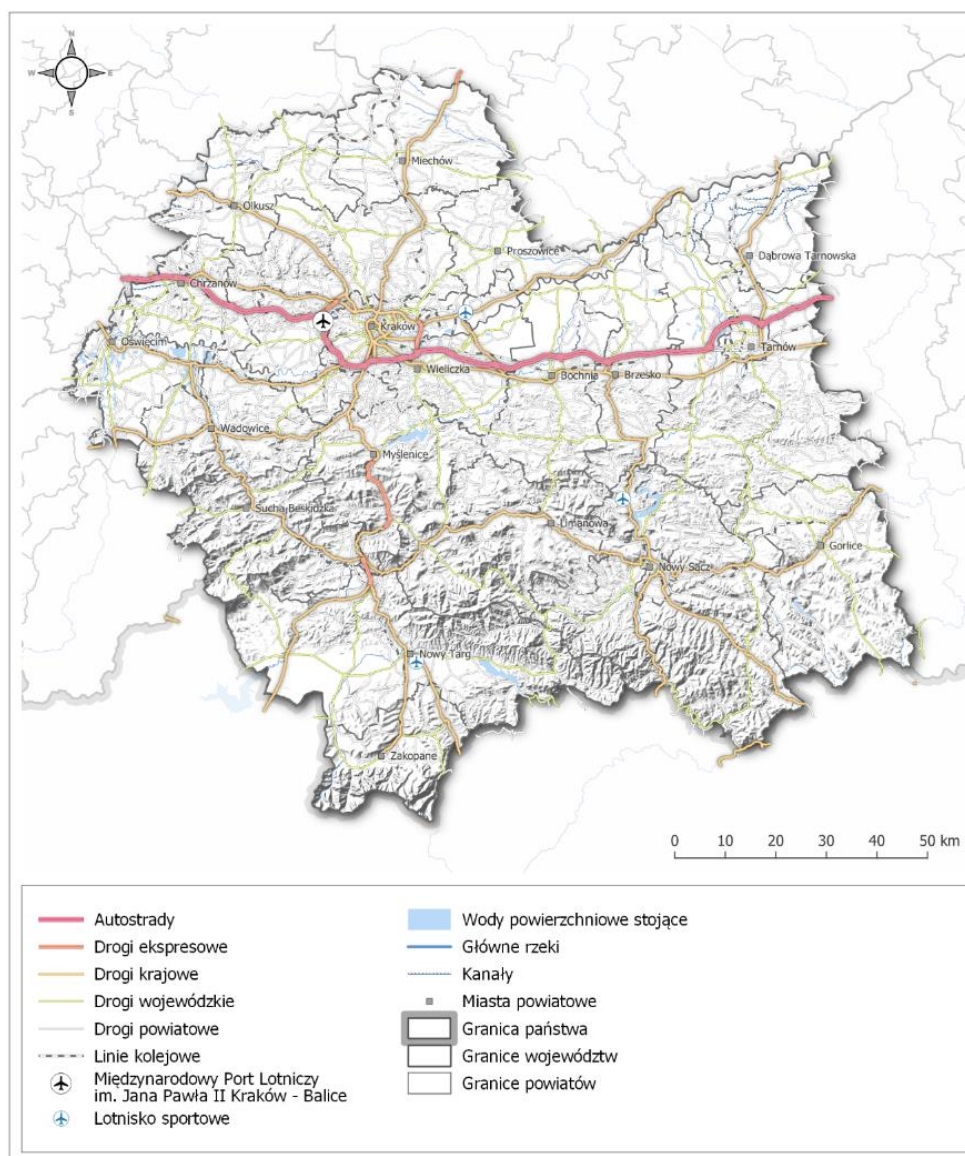 N
W
E
S
Miechów
Olkusz
Proszowice
Dąbrowa Tarnowska
Chrzanów
Kraków
Oświęcim
Tarnów
Wieliczka
Bochnia
Brzesko
Wadowice
Myślenice
Sucha Beskidzka
Limanowa
Gorlice
Nowy Sącz
Nowy Targ
Zakopane
0 10 20 30 40 50 km
Autostrady
Drogi ekspresowe
Drogi krajowe
Drogi wojewódzkie
Drogi powiatowe
Linie kolejowe
Międzynarodowy Port Lotniczy
im. Jana Pawła II Kraków - Balice
Lotnisko sportowe
Wody powierzchniowe stojące
Główne rzeki
Kanały
Miasta powiatowe
Granica państwa
Granice województw
Granice powiatów